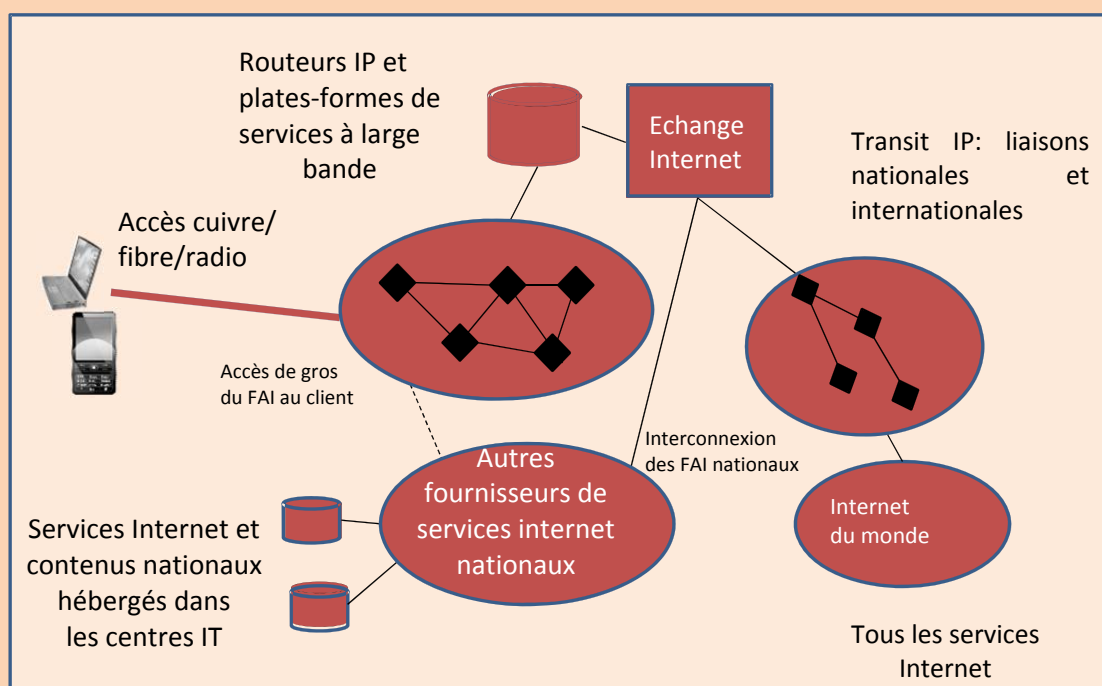 Routeurs IP et
plates-formes de
services à large
bande
Echange
Internet
Transit IP: liaisons
nationales et
internationales
Accès cuivre/
fibre/radio
Accès de gros
du FAI au client
Interconnexion
des FAI nationaux
Autres
fournisseurs de
services internet
nationaux
Internet
du monde
Services Internet et
contenus nationaux
hébergés dans
les centres IT
Tous les services
Internet